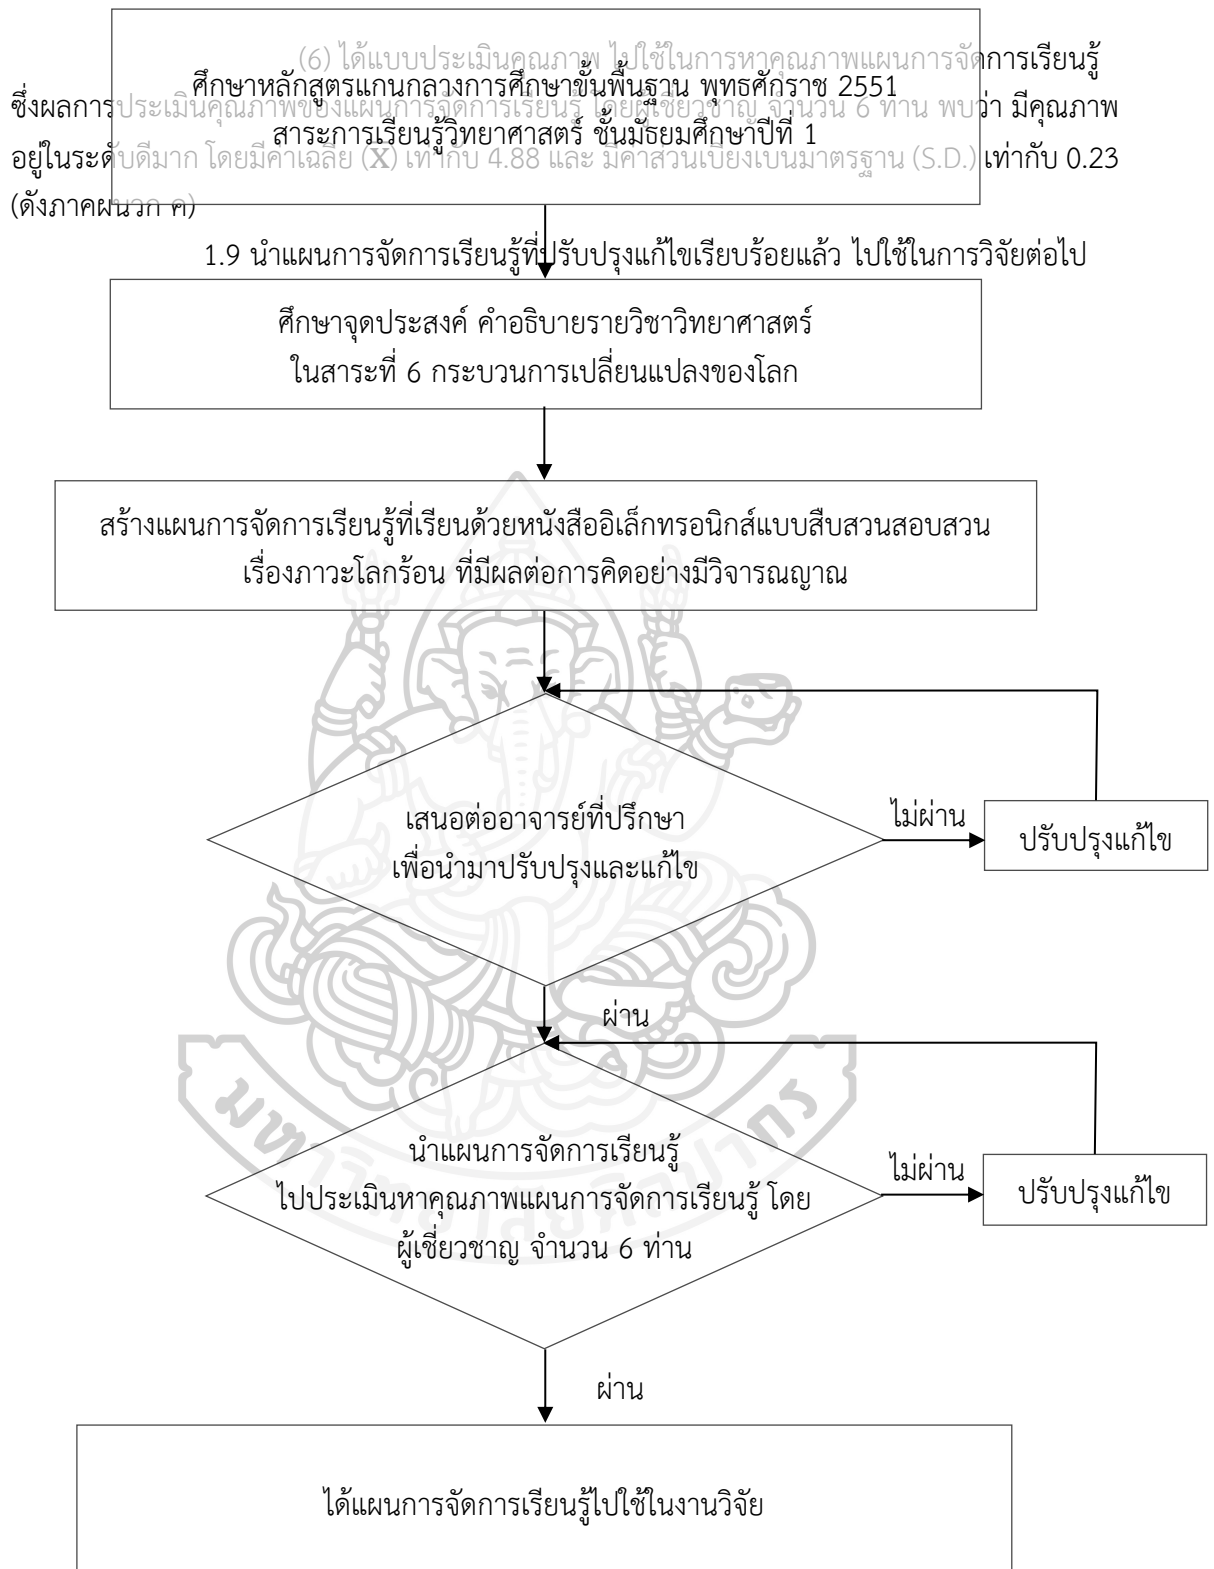 (6) ได้แบบประเมินคุณภาพ ไปใช้ในการหาคุณภาพแผนการจัดการเรียนรู้
ซึ่งผลการประเมินคุณภาพของแผนการจัดการเรียนรู้ โดยผู้เชี่ยวชาญ จำนวน 6 ท่าน พบว่า มีคุณภาพ
อยู่ในระดับดีมาก โดยมีค่าเฉลี่ย (X̅) เท่ากับ 4.88 และ มีค่าส่วนเบี่ยงเบนมาตรฐาน (S.D.) เท่ากับ 0.23
(ดังภาคผนวก ค)
ศึกษาหลักสูตรแกนกลางการศึกษาขั้นพื้นฐาน พุทธศักราช 2551
สาระการเรียนรู้วิทยาศาสตร์ ชั้นมัธยมศึกษาปีที่ 1
1.9 นำแผนการจัดการเรียนรู้ที่ปรับปรุงแก้ไขเรียบร้อยแล้ว ไปใช้ในการวิจัยต่อไป
ศึกษาจุดประสงค์ คำอธิบายรายวิชาวิทยาศาสตร์
ในสาระที่ 6 กระบวนการเปลี่ยนแปลงของโลก
สร้างแผนการจัดการเรียนรู้ที่เรียนด้วยหนังสืออิเล็กทรอนิกส์แบบสืบสวนสอบสวน
เรื่องภาวะโลกร้อน ที่มีผลต่อการคิดอย่างมีวิจารณญาณ
เสนอต่ออาจารย์ที่ปรึกษา
เพื่อนำมาปรับปรุงและแก้ไข
ไม่ผ่าน
ปรับปรุงแก้ไข
ผ่าน
นำแผนการจัดการเรียนรู้
ไปประเมินหาคุณภาพแผนการจัดการเรียนรู้ โดย
ผู้เชี่ยวชาญ จำนวน 6 ท่าน
ไม่ผ่าน
ปรับปรุงแก้ไข
ผ่าน
ได้แผนการจัดการเรียนรู้ไปใช้ในงานวิจัย
มหาวิทยาลัยศิลปากร